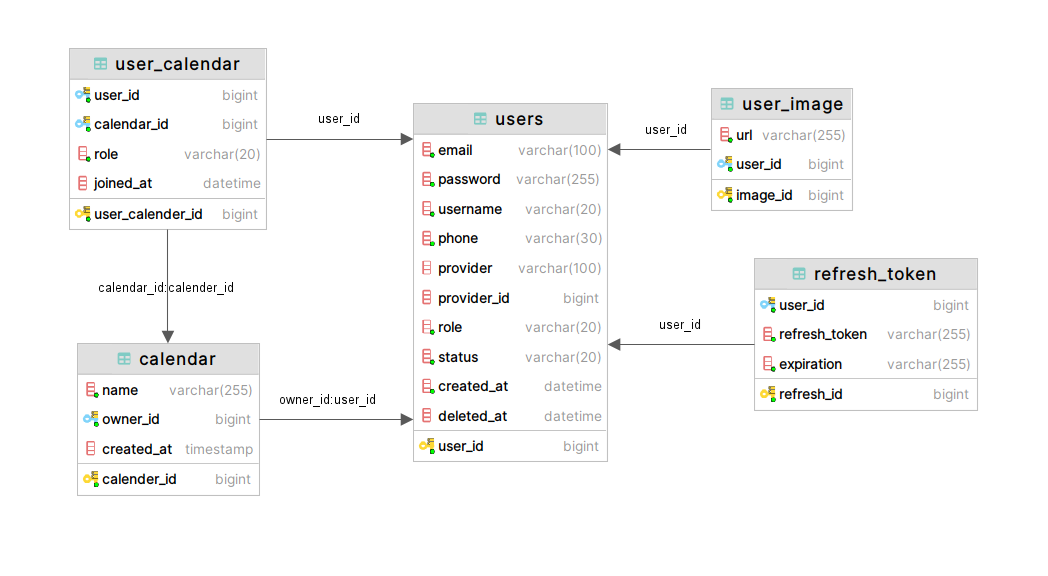 user_calendar
user_id bigint
calendar_id bigint
role varchar(20)
joined_at datetime
user_calender_id bigint
user_id
calendar_id:calender_id
calendar
name varchar(255)
owner_id bigint
created_at timestamp
calender_id bigint
owner_id:user_id
users
email varchar(100)
password varchar(255)
username varchar(20)
phone varchar(30)
provider varchar(100)
provider_id bigint
role varchar(20)
status varchar(20)
created_at datetime
deleted_at datetime
user_id bigint
user_id
user_image
url varchar(255)
user_id bigint
image_id bigint
user_id
refresh_token
user_id bigint
refresh_token varchar(255)
expiration varchar(255)
refresh_id bigint